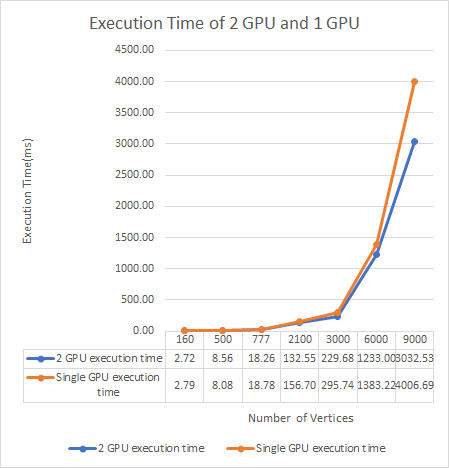 Execution Time of 2 GPU and 1 GPU
4500.00
4000.00
3500.00
3000.00
2500.00
2000.00
1500.00
1000.00
500.00
0.00
Execution Time(ms)
160 500 777 2100 3000 6000 9000
2 GPU execution time 2.72 8.56 18.26 132.55 229.68 1233.00 3032.53
Single GPU execution
time 2.79 8.08 18.78 156.70 295.74 1383.22 4006.69
Number of Vertices
2 GPU execution time Single GPU execution time